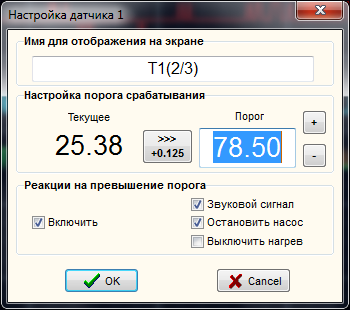 Настройка датчика 1
Имя для отображения на экране
T1(2/3)
Настройка порога срабатывания
Текущее
Порог
25.38
>>>
+0.125
78.50
+
-
Реакции на превышение порога
Включить
Звуковой сигнал
Остановить насос
Выключить нагрев
OK
Cancel